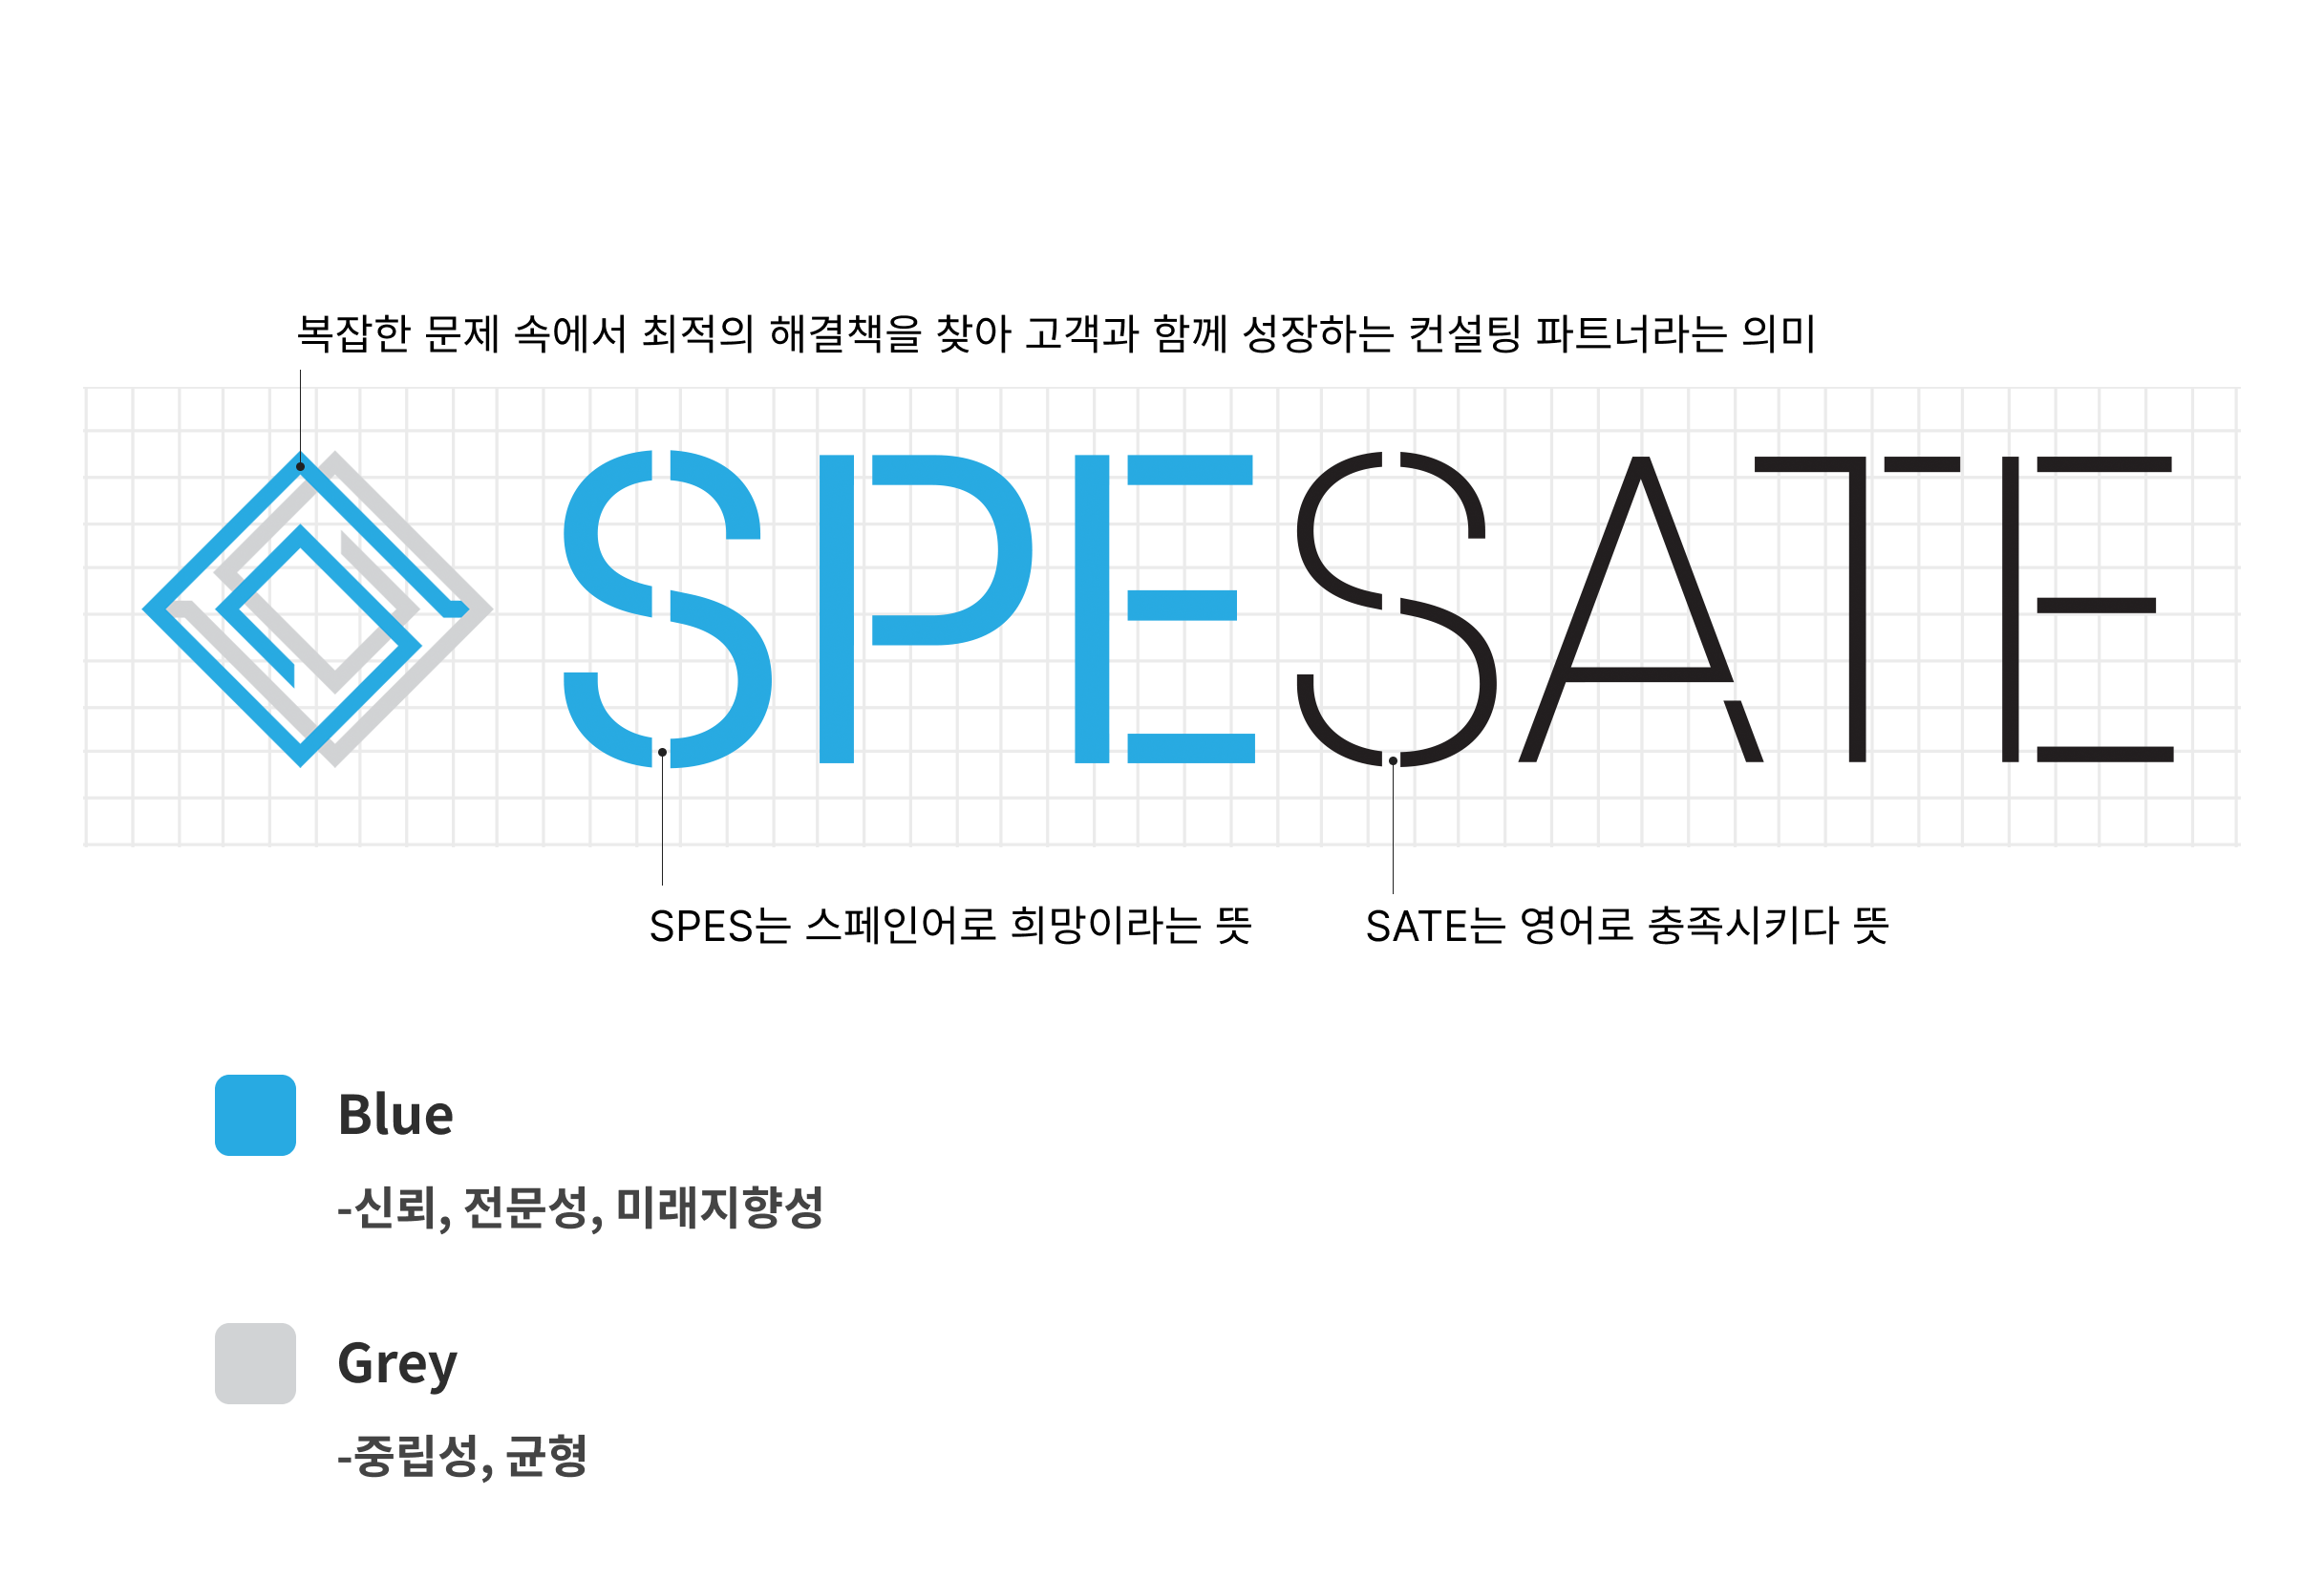 복잡한 문제 속에서 최적의 해결책을 찾아 고객과 함께 성장하는 컨설팅 파트너라는 의미
SPESATE
SPES는 스페인어로 희망이라는 뜻
SATE는 영어로 충족시키다 뜻
Blue
-신뢰, 전문성, 미래지향성
Grey
-중립성, 균형